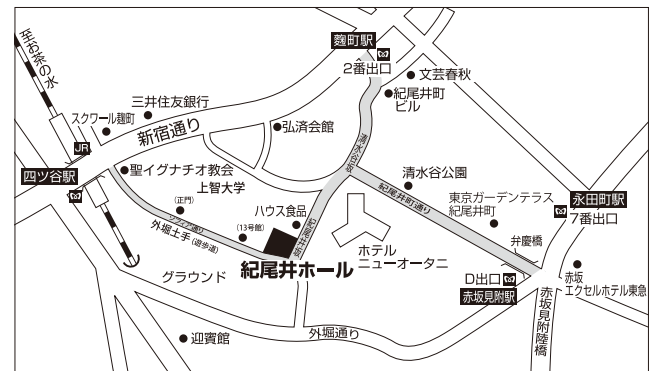 至お茶の水
麴町駅
2番出口
文芸春秋
紀尾井町
ビル
三井住友銀行
スクワール麹町
新宿通り
弘済会館
清水谷坂
JR
四ツ谷駅
聖イグナチオ教会
上智大学
清水谷公園
紀尾井町通り
東京ガーデンテラス
紀尾井町
永田町駅
7番出口
(正門)
ソフィア通り
外堀土手(遊歩道)
(13号館)
ハウス食品
紀尾井坂
弁慶橋
ホテル
ニューオータニ
紀尾井ホール
グラウンド
D出口
赤坂見附駅
赤坂
エクセルホテル東急
赤坂見附陸橋
外堀通り
迎賓館